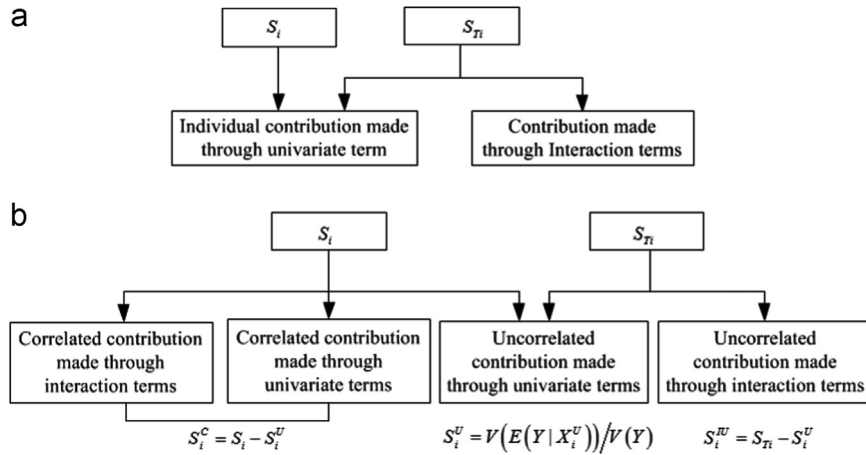 a
S_i
S_Ti
Individual contribution made
through univariate term
Contribution made
through Interaction terms
b
S_i
S_Ti
Correlated contribution
made through
interaction terms
Correlated contribution
made through
univariate terms
Uncorrelated
contribution made
through univariate terms
Uncorrelated
contribution made
through interaction terms
S_i^C = S_i − S_i^U
S_i^U = V(E(Y | X_i^U))/V(Y)
S_i^IU = S_Ti − S_i^U